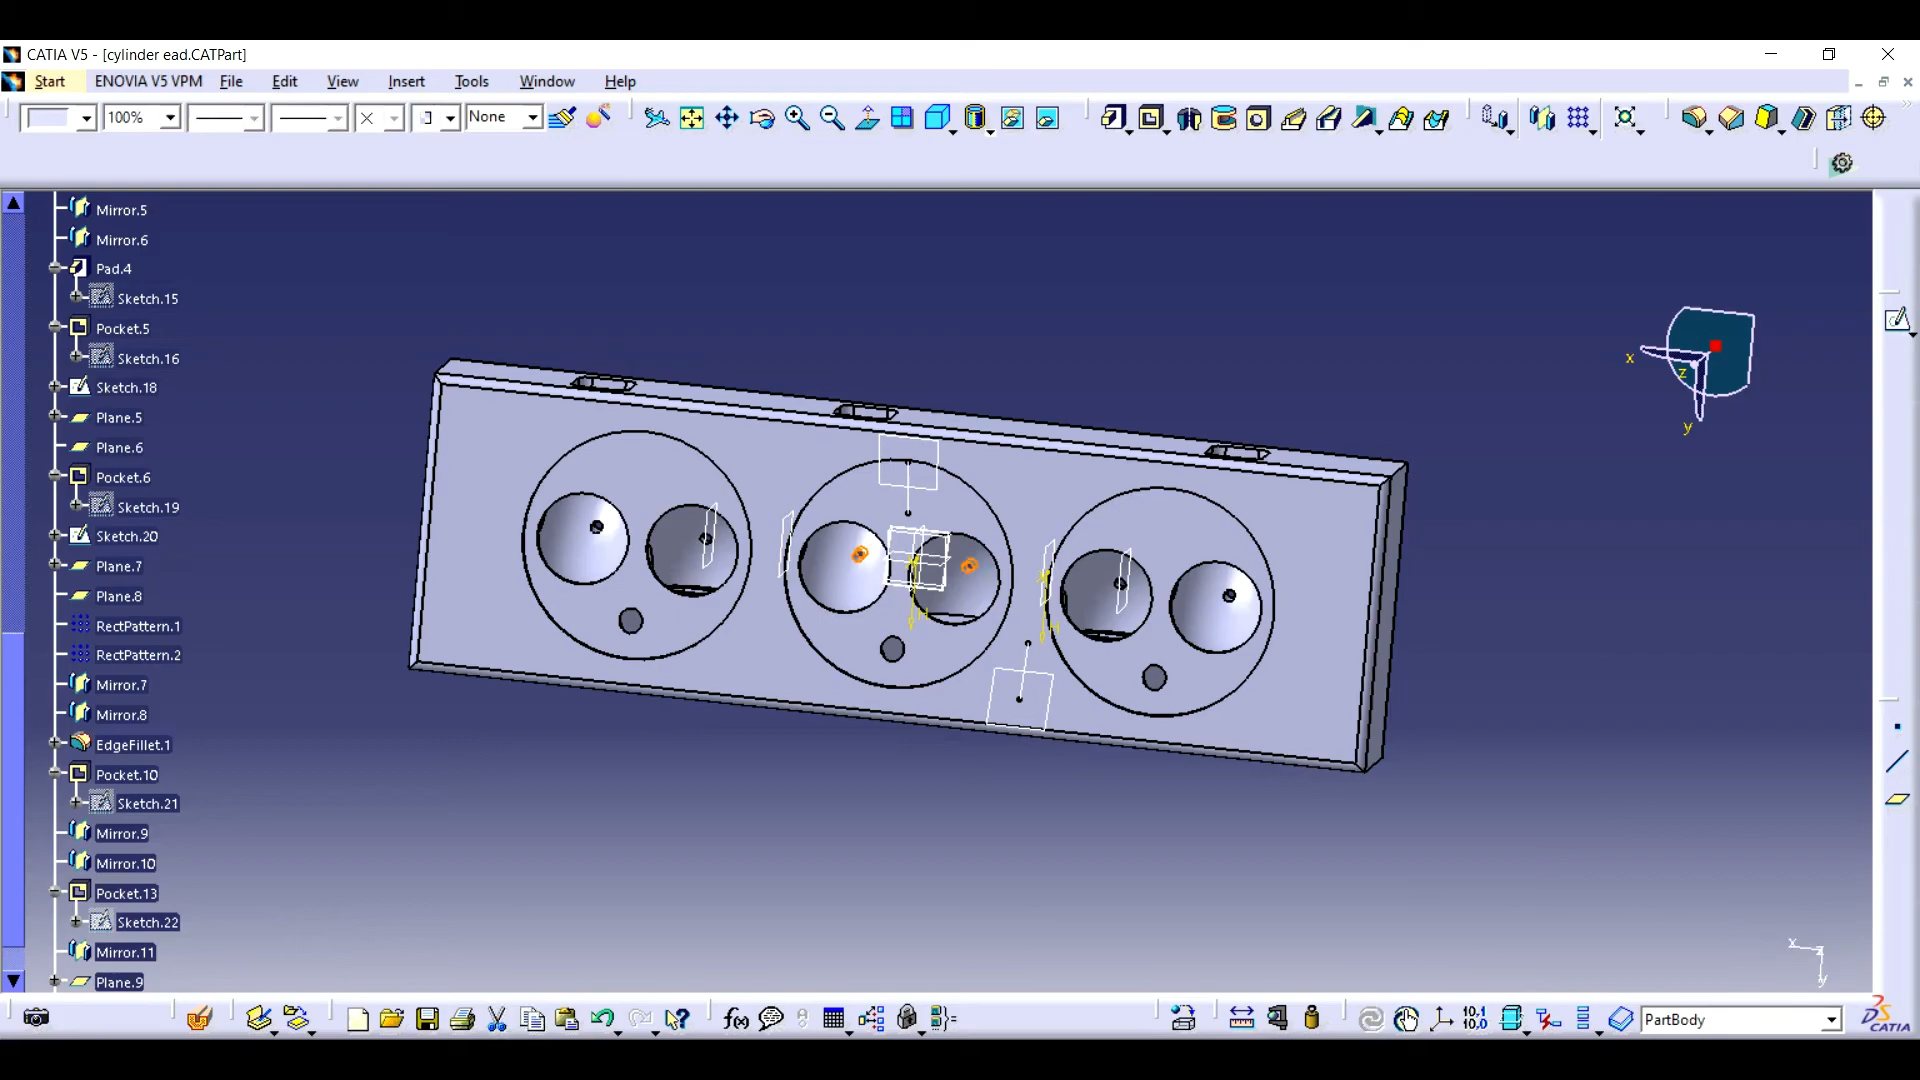 CATIA V5 - [cylinder ead.CATPart]
Start ENOVIA V5 VPM File Edit View Insert Tools Window Help
100% None
Mirror.5
Mirror.6
Pad.4
Sketch.15
Pocket.5
Sketch.16
Sketch.18
Plane.5
Plane.6
Pocket.6
Sketch.19
Sketch.20
Plane.7
Plane.8
RectPattern.1
RectPattern.2
Mirror.7
Mirror.8
EdgeFillet.1
Pocket.10
Sketch.21
Mirror.9
Mirror.10
Pocket.13
Sketch.22
Mirror.11
Plane.9
x
z
y
H
H
x
z
y
f(x)
10.1
10,0
PartBody
CATIA